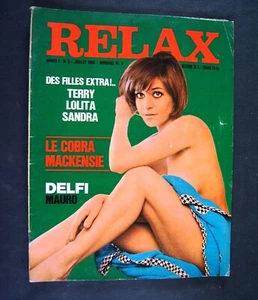 RELAX
DES FILLES EXTRA!..
TERRY
LOLITA
SANDRA
LE COBRA
MACKENSIE
DELFI
MAURO